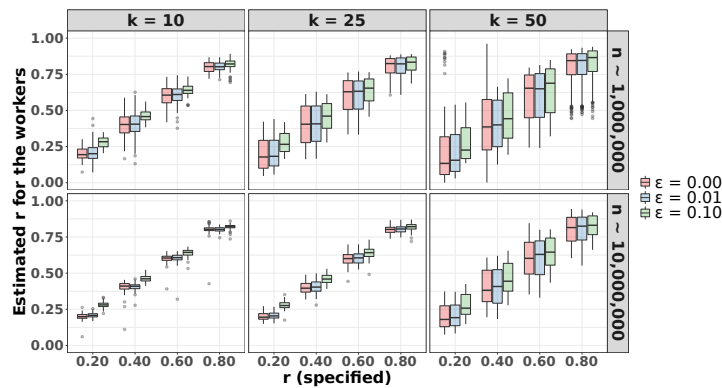 k = 10
k = 25
k = 50
Estimated r for the workers
1.00
0.75
0.50
0.25
0.00
n ~ 1,000,000
1.00
0.75
0.50
0.25
0.00
n ~ 10,000,000
0.20 0.40 0.60 0.80
0.20 0.40 0.60 0.80
0.20 0.40 0.60 0.80
r (specified)
ε = 0.00
ε = 0.01
ε = 0.10